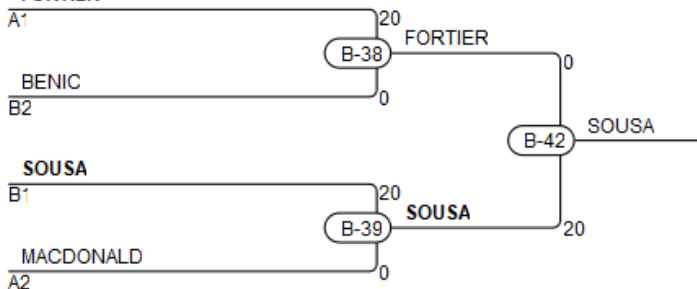 A1
20
B-38
FORTIER
0
BENIC
B2
0
B-42
SOUSA
SOUSA
B1
20
B-39
SOUSA
20
MACDONALD
A2
0